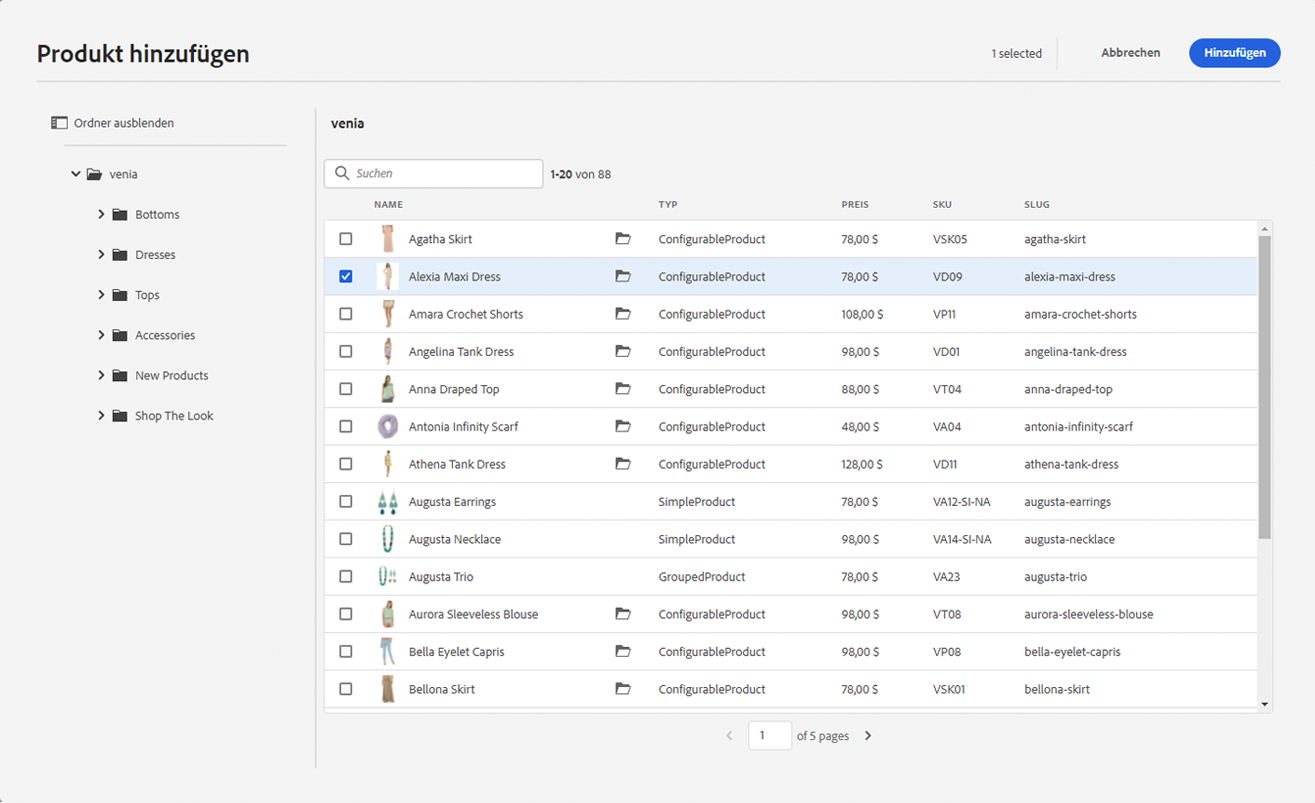 Produkt hinzufügen
1 selected
Abbrechen
Hinzufügen
Ordner ausblenden
venia
Bottoms
Dresses
Tops
Accessories
New Products
Shop The Look
venia
Suchen
1-20 von 88
NAME TYP PREIS SKU SLUG
Agatha Skirt ConfigurableProduct 78,00 $ VSK05 agatha-skirt
Alexia Maxi Dress ConfigurableProduct 78,00 $ VD09 alexia-maxi-dress
Amara Crochet Shorts ConfigurableProduct 108,00 $ VP11 amara-crochet-shorts
Angelina Tank Dress ConfigurableProduct 98,00 $ VD01 angelina-tank-dress
Anna Draped Top ConfigurableProduct 88,00 $ VT04 anna-draped-top
Antonia Infinity Scarf ConfigurableProduct 48,00 $ VA04 antonia-infinity-scarf
Athena Tank Dress ConfigurableProduct 128,00 $ VD11 athena-tank-dress
Augusta Earrings SimpleProduct 78,00 $ VA12-SI-NA augusta-earrings
Augusta Necklace SimpleProduct 98,00 $ VA14-SI-NA augusta-necklace
Augusta Trio GroupedProduct 78,00 $ VA23 augusta-trio
Aurora Sleeveless Blouse ConfigurableProduct 98,00 $ VT08 aurora-sleeveless-blouse
Bella Eyelet Capris ConfigurableProduct 98,00 $ VP08 bella-eyelet-capris
Bellona Skirt ConfigurableProduct 78,00 $ VSK01 bellona-skirt
1 of 5 pages